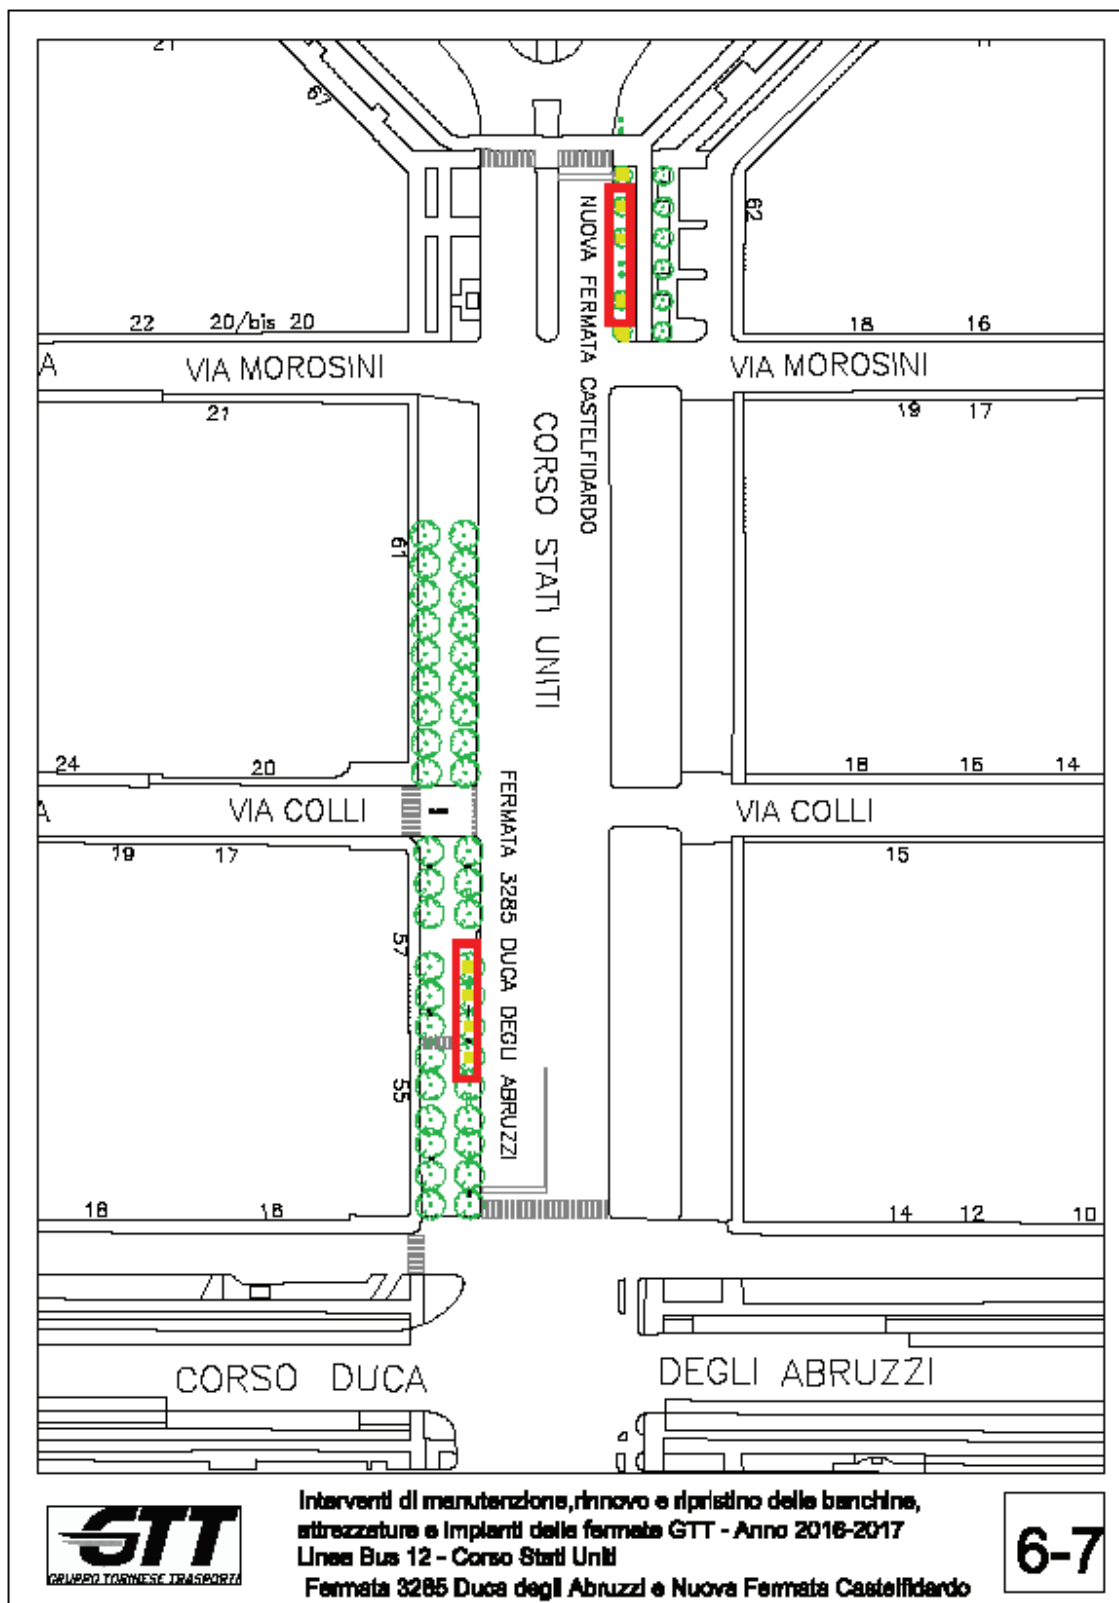 21
11
67
62
NUOVA FERMATA CASTELFIDARDO
22 20/bis 20
18 16
A VIA MOROSINI
VIA MOROSINI
21
19 17
CORSO STATI UNITI
61
24 20
18 16 14
A VIA COLLI
VIA COLLI
19 17
15
FERMATA 3285 DUCA DEGLI ABRUZZI
57
55
18 16
14 12 10
CORSO DUCA DEGLI ABRUZZI
GTT
GRUPPO TORINESE TRASPORTI
Interventi di manutenzione,rinnovo e ripristino delle banchine,
attrezzature e impianti delle fermate GTT - Anno 2016-2017
Linea Bus 12 - Corso Stati Uniti
Fermata 3285 Duca degli Abruzzi e Nuova Fermata Castelfidardo
6-7